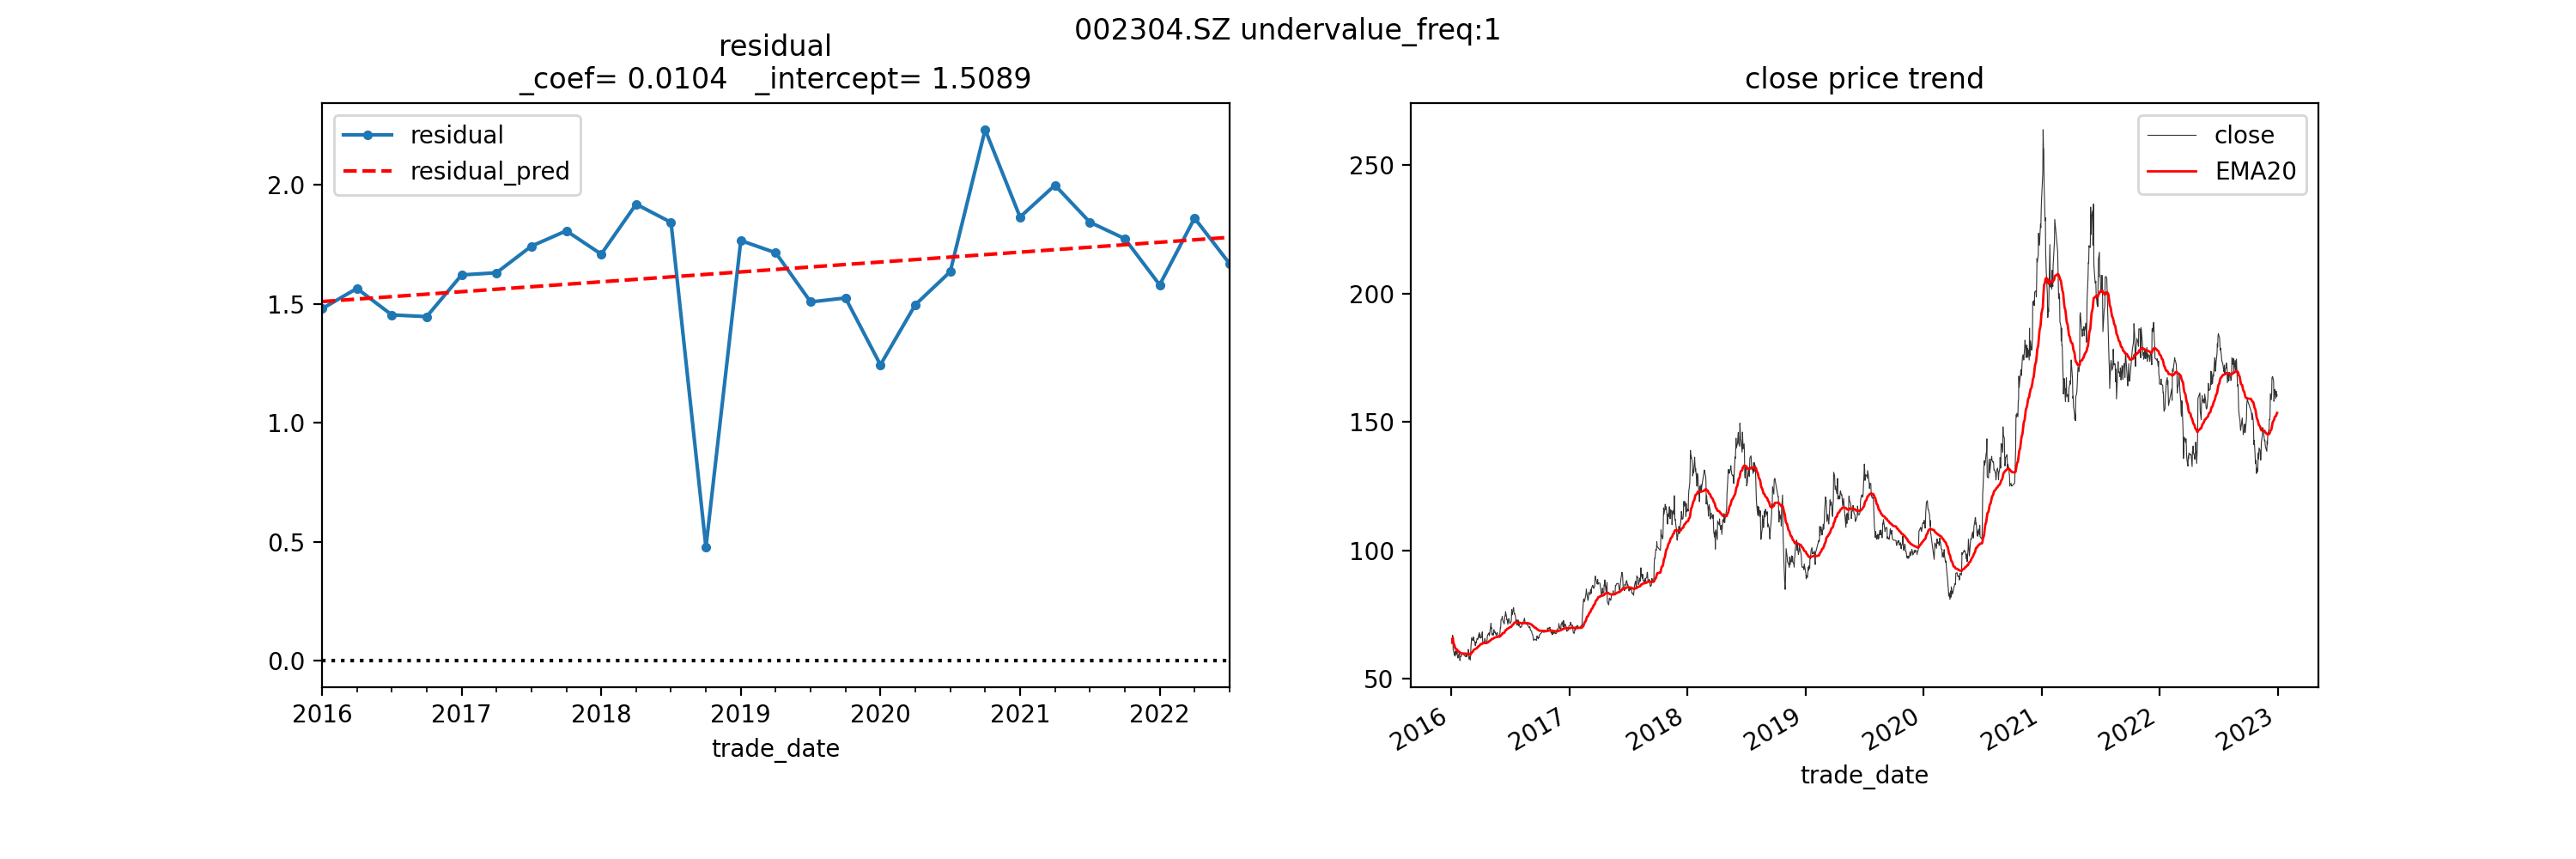 002304.SZ undervalue_freq:1
residual
_coef= 0.0104   _intercept= 1.5089
residual
residual_pred
2.0
1.5
1.0
0.5
0.0
2016 2017 2018 2019 2020 2021 2022
trade_date
close price trend
close
EMA20
250
200
150
100
50
2016 2017 2018 2019 2020 2021 2022 2023
trade_date